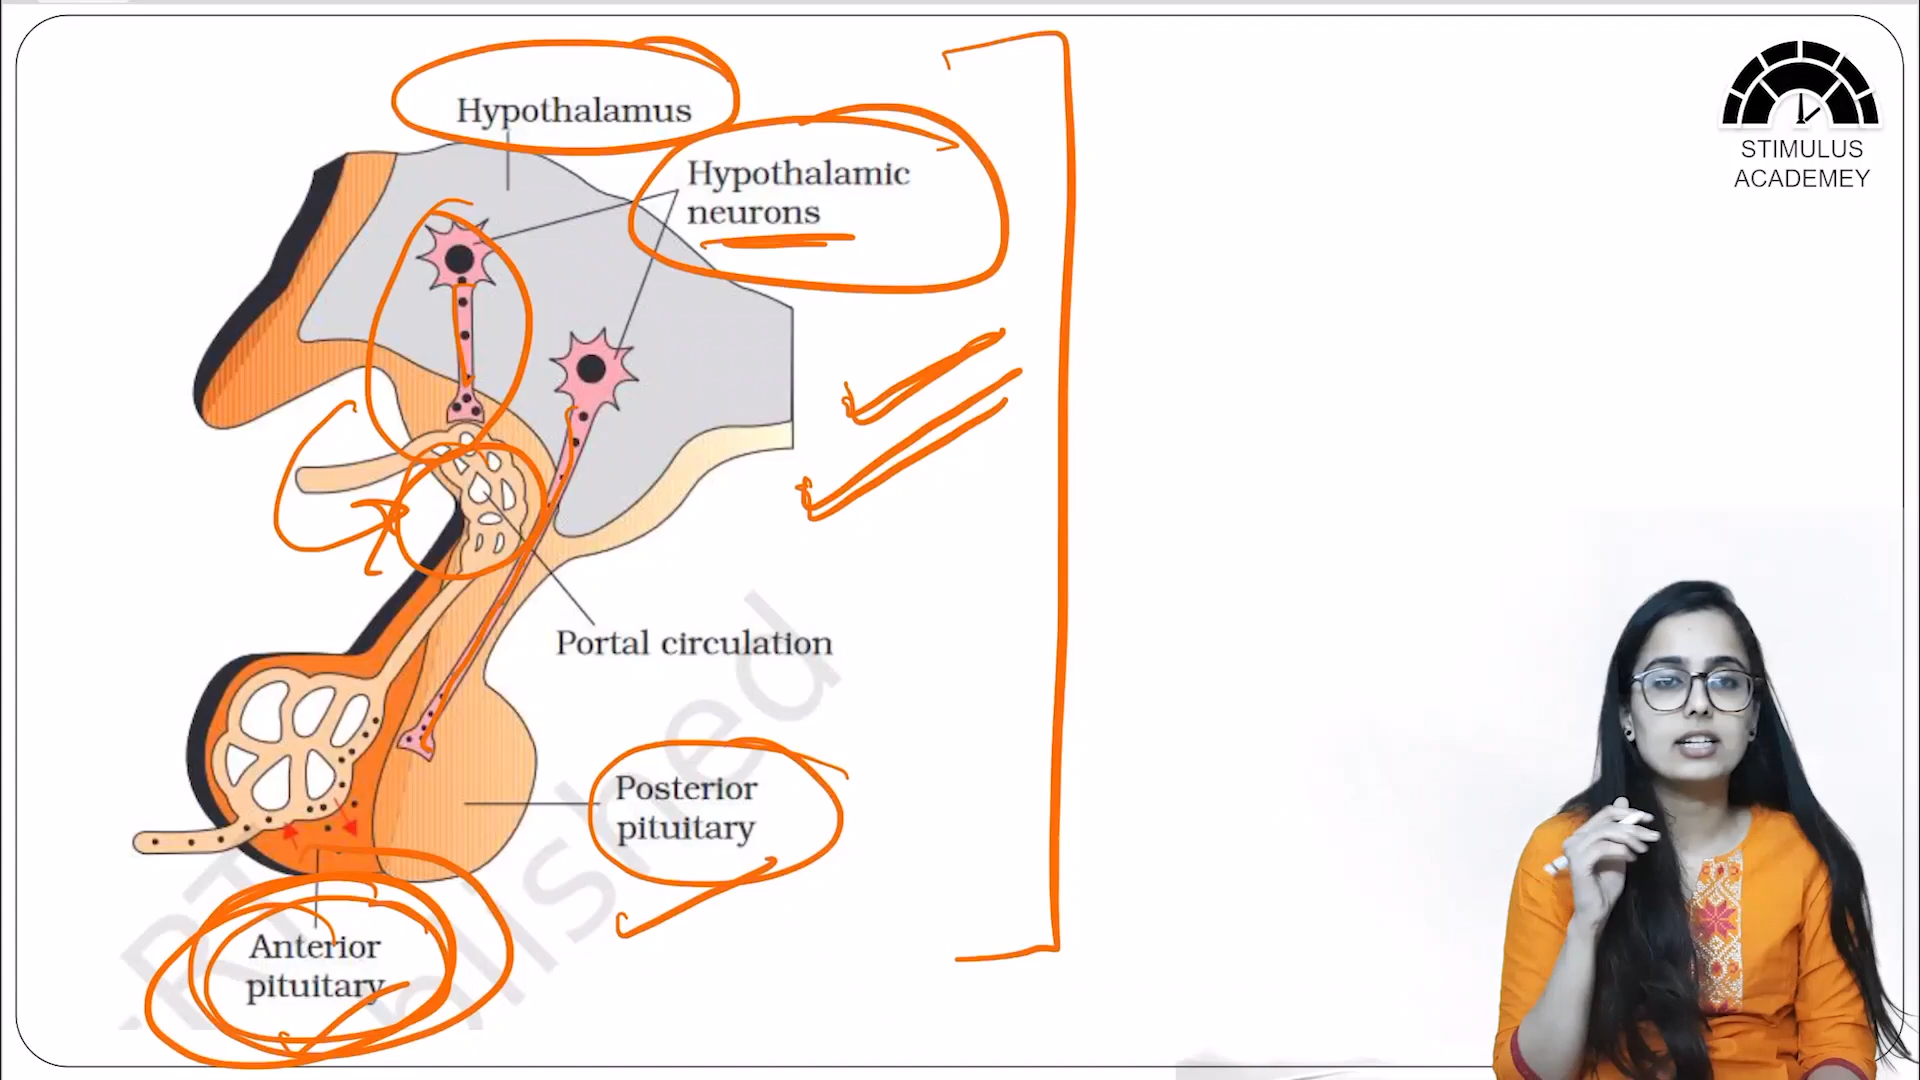 Hypothalamus
Hypothalamic
neurons
Portal circulation
Posterior
pituitary
Anterior
pituitary
STIMULUS
ACADEMEY